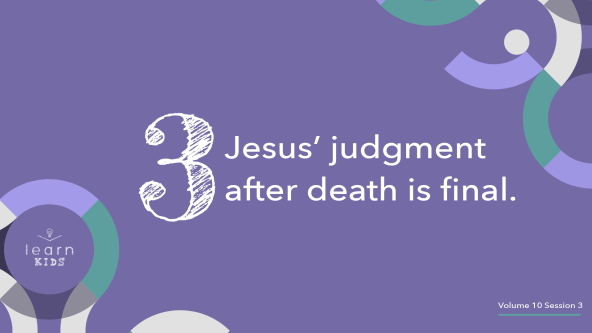 3
Jesus’ judgment
after death is final.
learn
KIDS
Volume 10 Session 3